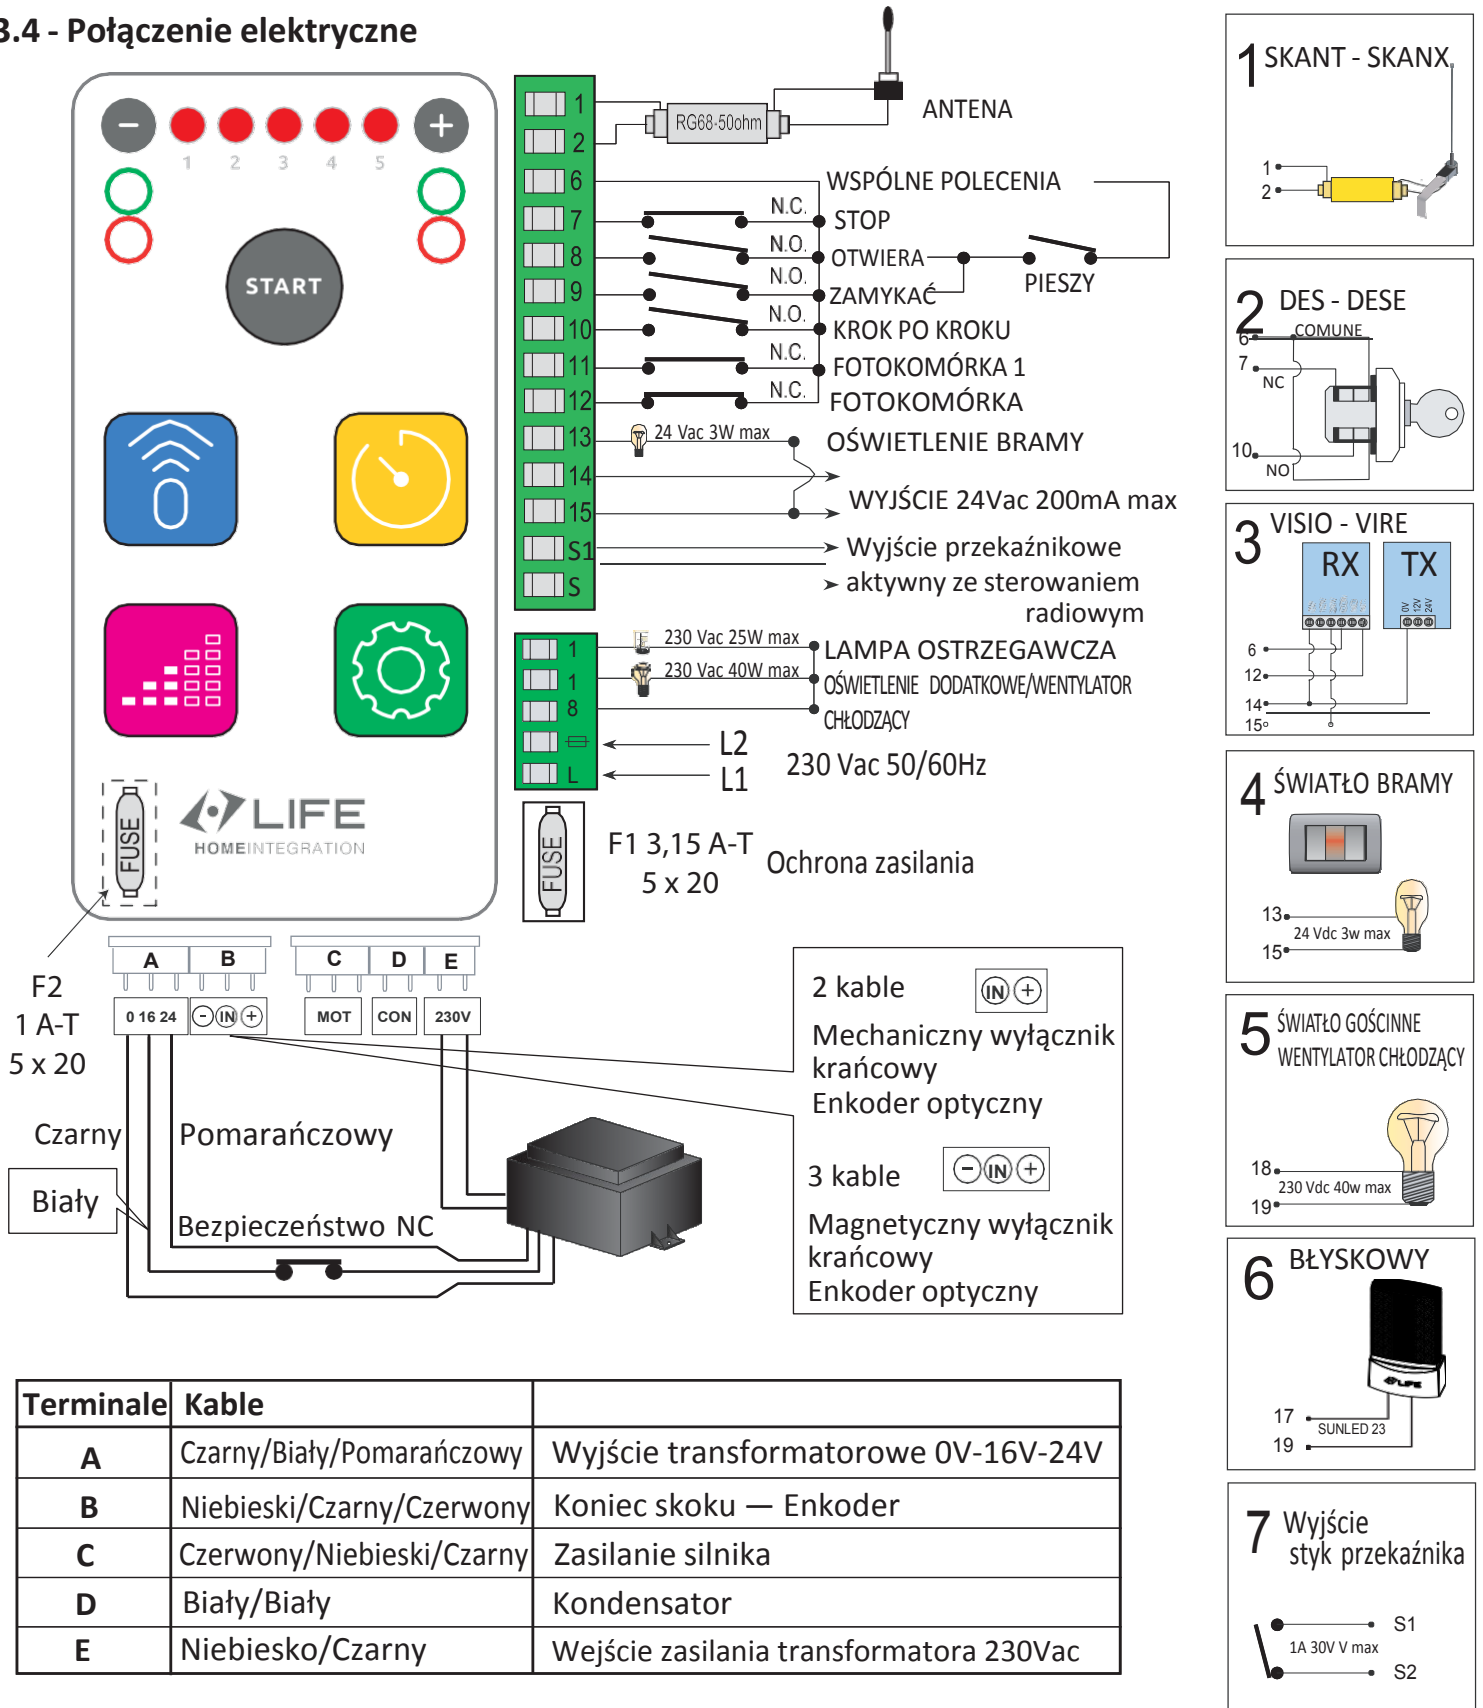 3.4 - Połączenie elektryczne
1 2 3 4 5
START
LIFE
HOMEINTEGRATION
FUSE
F2
1 A-T
5 x 20
1
2
6
7
8
9
10
11
12
13
14
15
S1
S
RG68-50ohm
ANTENA
WSPÓLNE POLECENIA
N.C.
STOP
N.O.
OTWIERA
PIESZY
N.O.
ZAMYKAĆ
N.O.
KROK PO KROKU
N.C.
FOTOKOMÓRKA 1
N.C.
FOTOKOMÓRKA
24 Vac 3W max
OŚWIETLENIE BRAMY
WYJŚCIE 24Vac 200mA max
Wyjście przekaźnikowe
aktywny ze sterowaniem
radiowym
1
1
8
L
230 Vac 25W max
LAMPA OSTRZEGAWCZA
230 Vac 40W max
OŚWIETLENIE DODATKOWE/WENTYLATOR
CHŁODZĄCY
L2
L1
230 Vac 50/60Hz
FUSE
F1 3,15 A-T
5 x 20
Ochrona zasilania
A B C D E
0 16 24
- IN +
MOT
CON
230V
Czarny
Pomarańczowy
Biały
Bezpieczeństwo NC
2 kable
IN +
Mechaniczny wyłącznik
krańcowy
Enkoder optyczny
3 kable
- IN +
Magnetyczny wyłącznik
krańcowy
Enkoder optyczny
Terminale Kable
A Czarny/Biały/Pomarańczowy Wyjście transformatorowe 0V-16V-24V
B Niebieski/Czarny/Czerwony Koniec skoku — Enkoder
C Czerwony/Niebieski/Czarny Zasilanie silnika
D Biały/Biały Kondensator
E Niebiesko/Czarny Wejście zasilania transformatora 230Vac
1 SKANT - SKANX
1
2
2 DES - DESE
COMUNE
6
7
NC
10
NO
3 VISIO - VIRE
RX TX
0V 12V 24V
6
12
14
15
4 ŚWIATŁO BRAMY
13
24 Vdc 3w max
15
5 ŚWIATŁO GOŚCINNE
WENTYLATOR CHŁODZĄCY
18
230 Vdc 40w max
19
6 BŁYSKOWY
LIFE
17
SUNLED 23
19
7 Wyjście
styk przekaźnika
S1
1A 30V V max
S2